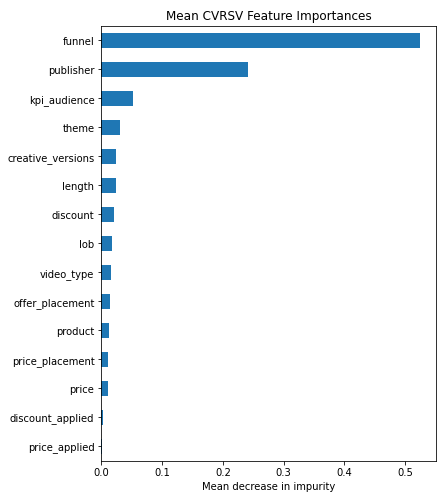 Mean CVRSV Feature Importances
funnel
publisher
kpi_audience
theme
creative_versions
length
discount
lob
video_type
offer_placement
product
price_placement
price
discount_applied
price_applied
0.0 0.1 0.2 0.3 0.4 0.5
Mean decrease in impurity